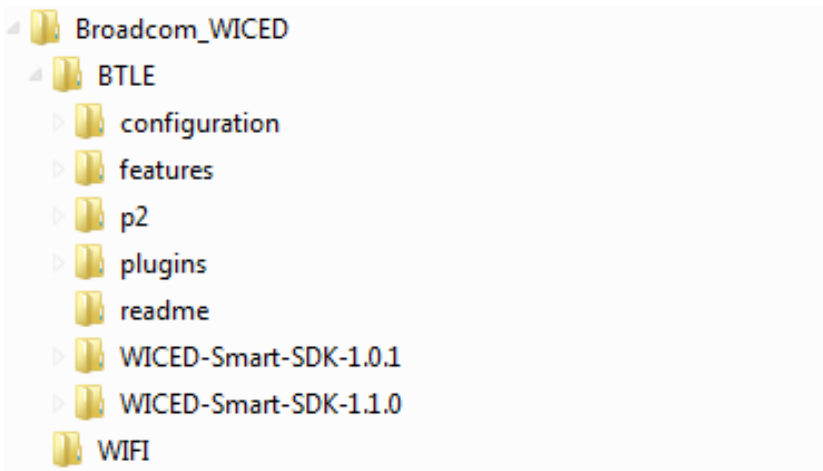 Broadcom_WICED
BTLE
configuration
features
p2
plugins
readme
WICED-Smart-SDK-1.0.1
WICED-Smart-SDK-1.1.0
WIFI